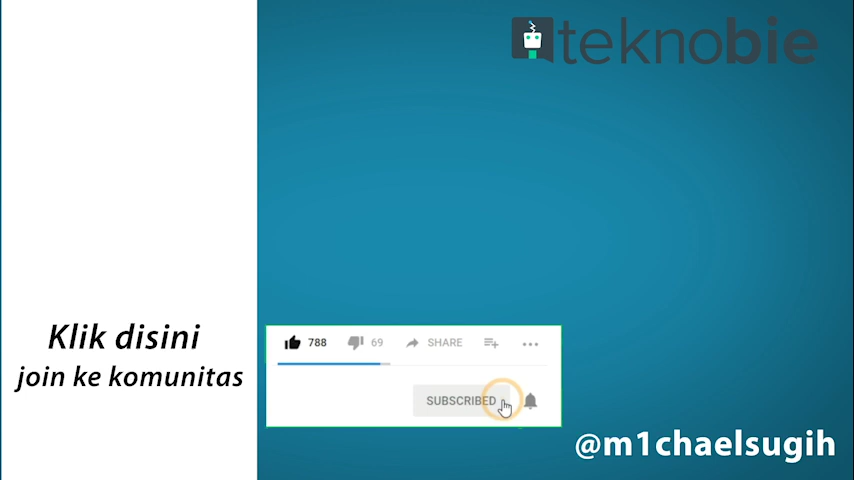 teknobie
Klik disini
join ke komunitas
788 69 SHARE
SUBSCRIBED
@m1chaelsugih